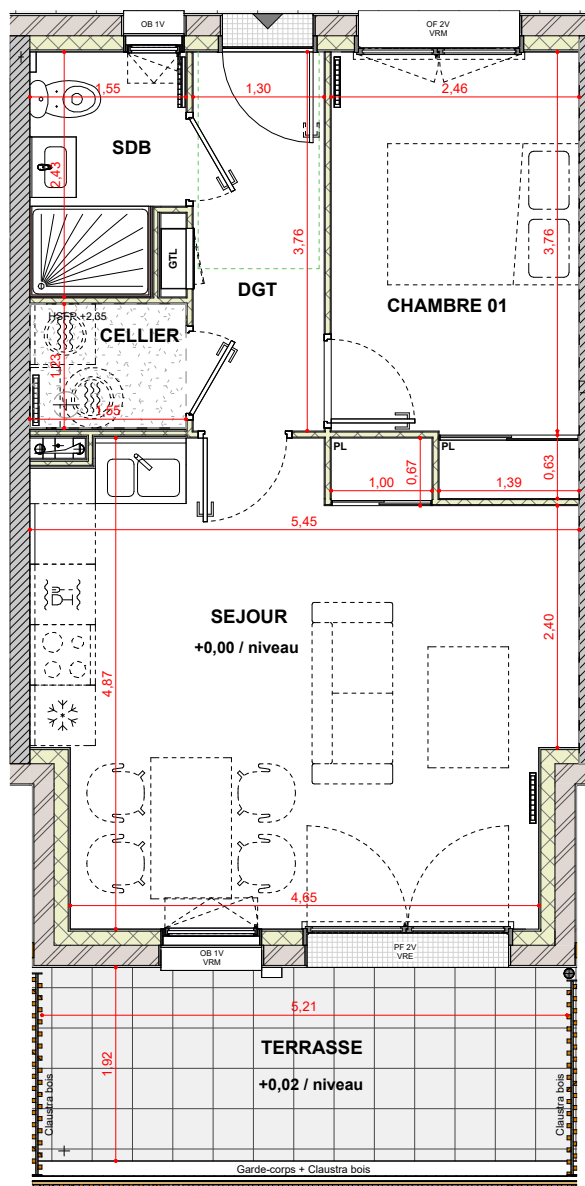 OB 1V
OF 2V
VRM
1,55
1,30
2,46
SDB
2,43
3,76
3,76
GTL
DGT
CHAMBRE 01
HSFP +2,35
CELLIER
1,23
1,55
PL
PL
1,00
0,67
1,39
0,63
5,45
SEJOUR
+0,00 / niveau
2,40
4,87
4,65
OB 1V
VRM
PF 2V
VRE
5,21
TERRASSE
+0,02 / niveau
1,92
Claustra bois
Claustra bois
Garde-corps + Claustra bois